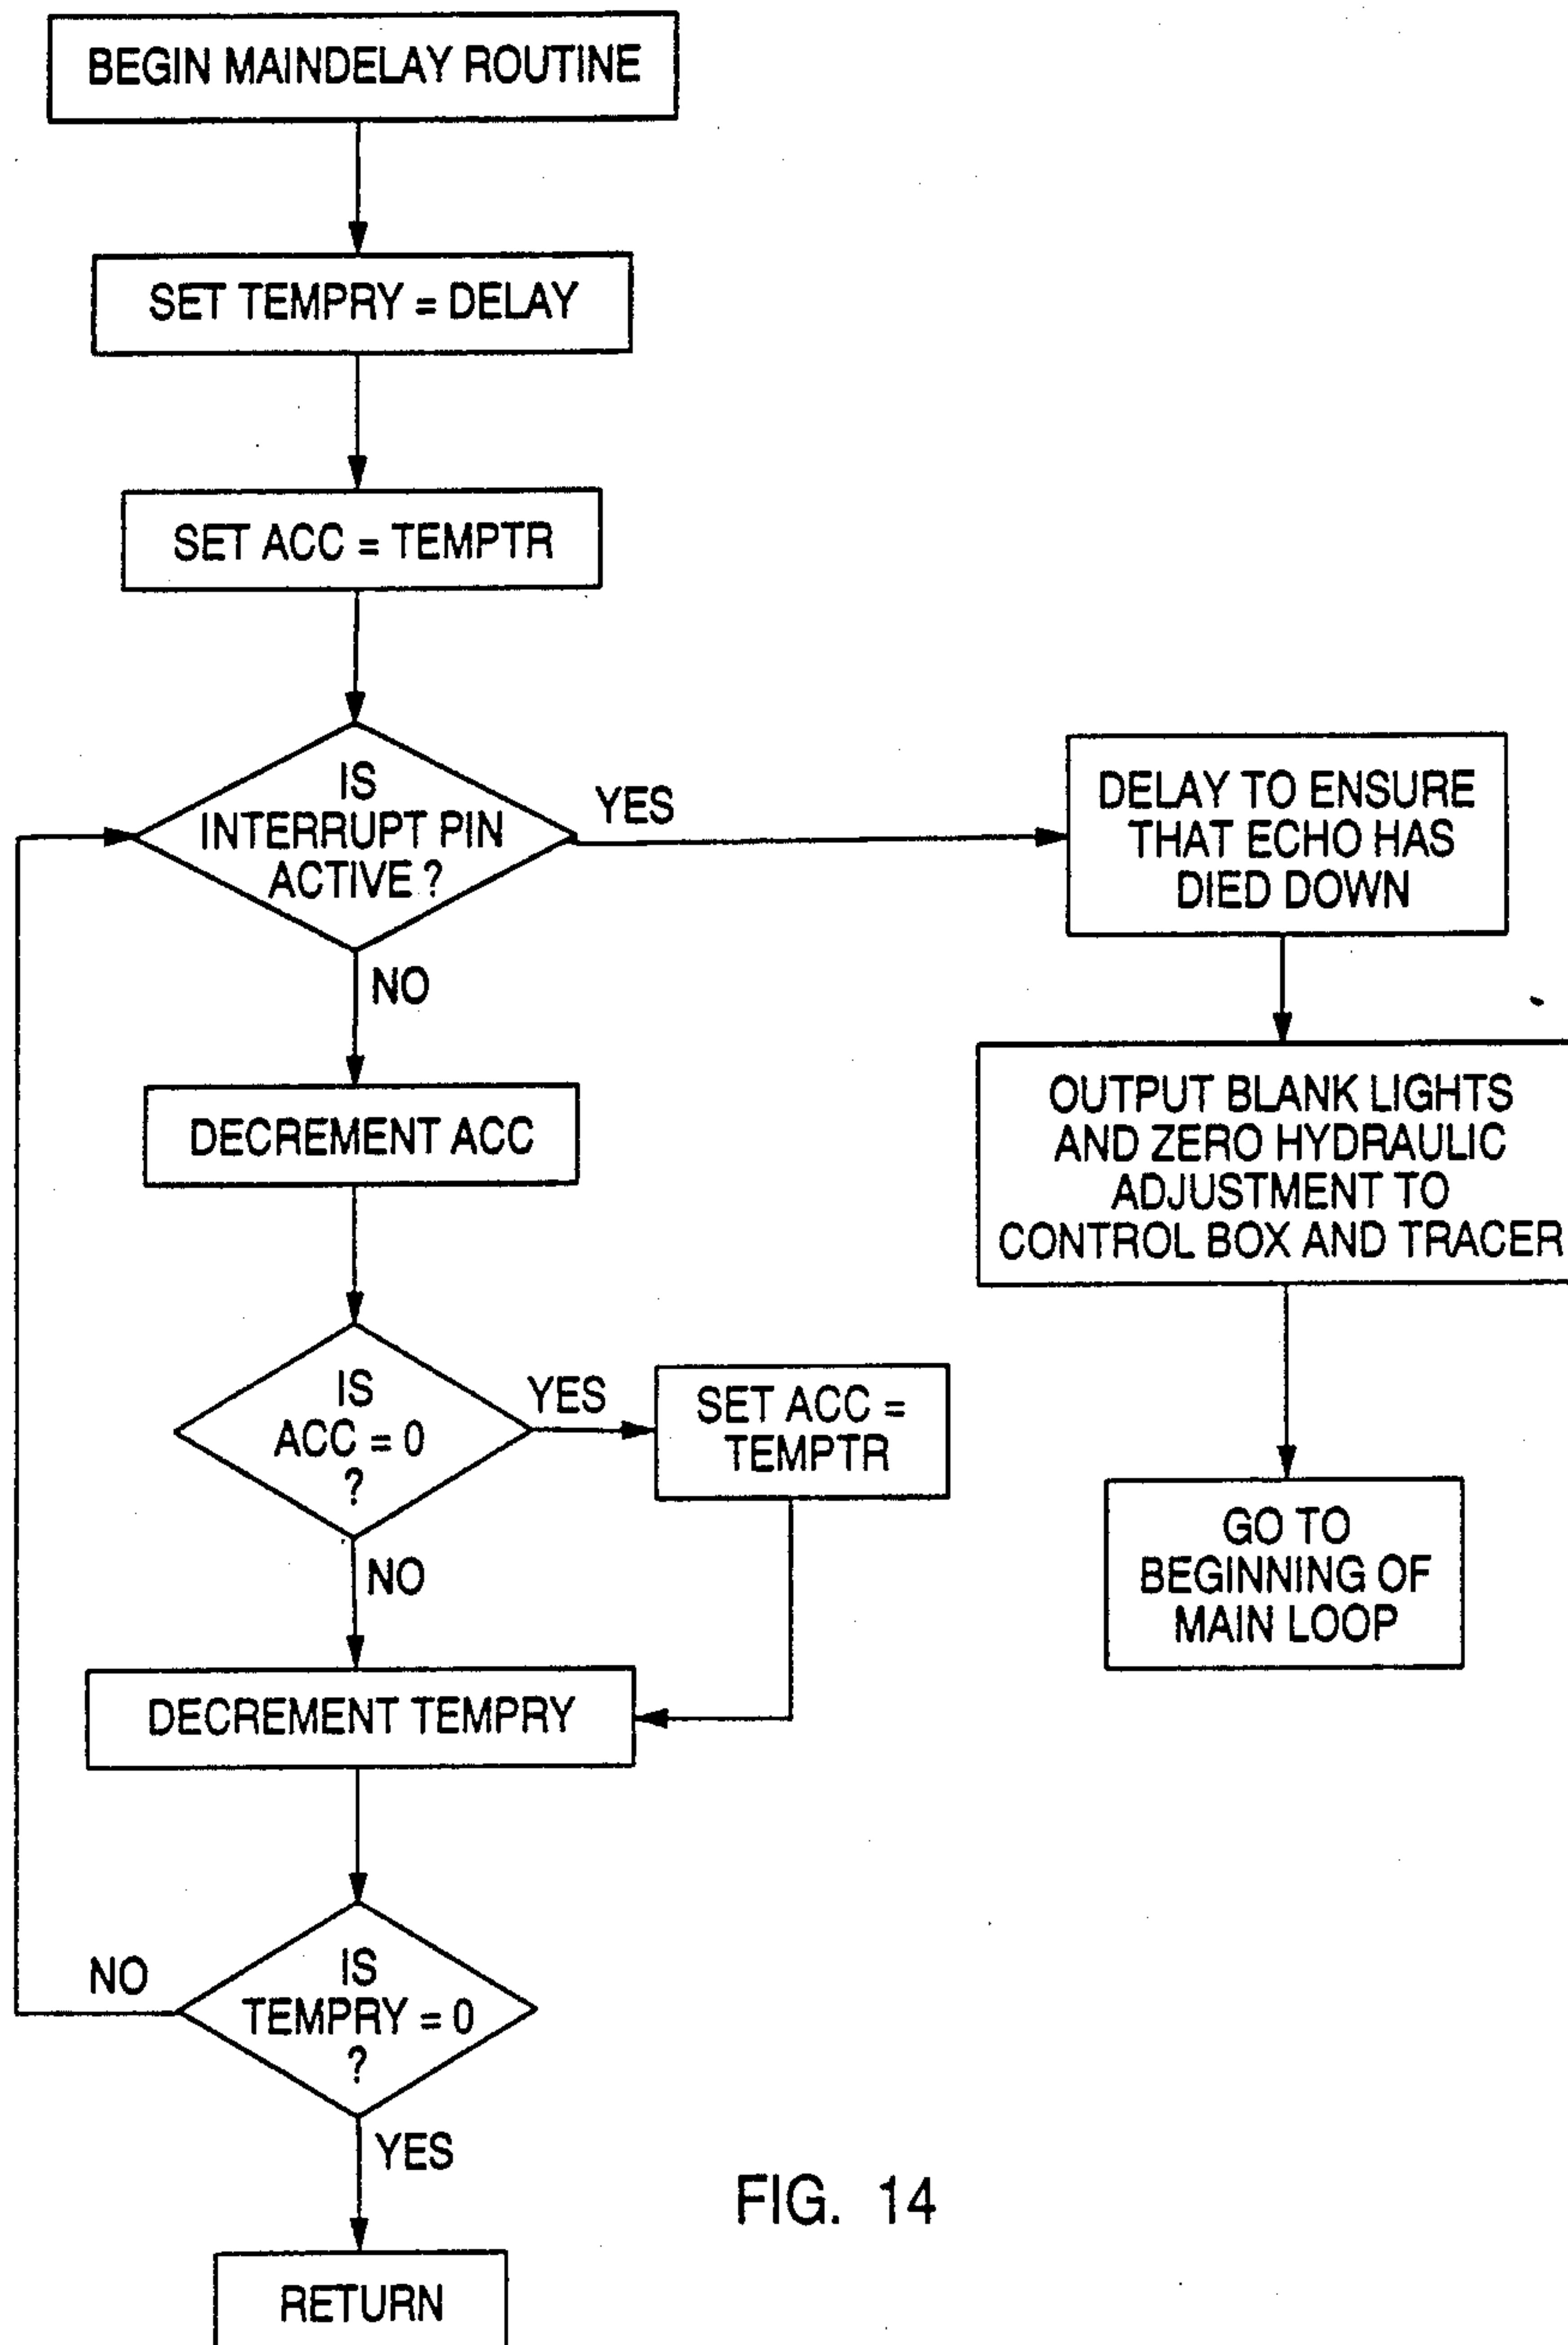 BEGIN MAINDELAY ROUTINE
SET TEMPRY = DELAY
SET ACC = TEMPTR
IS
INTERRUPT PIN
ACTIVE ?
YES
NO
DELAY TO ENSURE
THAT ECHO HAS
DIED DOWN
OUTPUT BLANK LIGHTS
AND ZERO HYDRAULIC
ADJUSTMENT TO
CONTROL BOX AND TRACER
GO TO
BEGINNING OF
MAIN LOOP
DECREMENT ACC
IS
ACC = 0
?
YES
SET ACC =
TEMPTR
NO
DECREMENT TEMPRY
IS
TEMPRY = 0
?
NO
YES
RETURN
FIG. 14